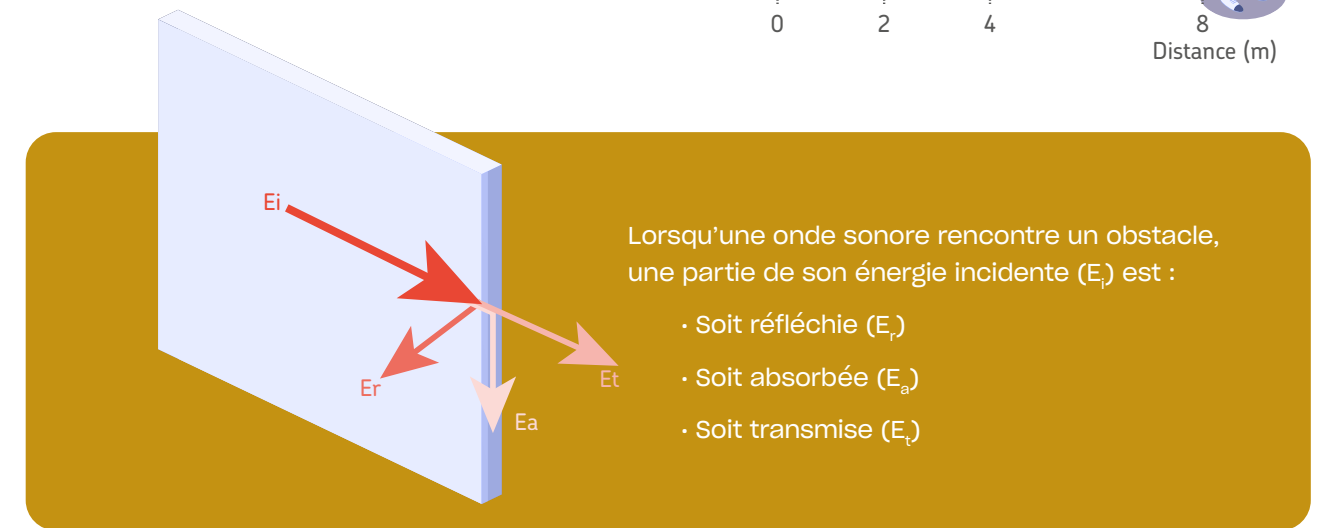 0 2 4 8
Distance (m)
Ei
Er
Ea
Et
Lorsqu’une onde sonore rencontre un obstacle,
une partie de son énergie incidente (Ei) est :
· Soit réfléchie (Er)
· Soit absorbée (Ea)
· Soit transmise (Et)